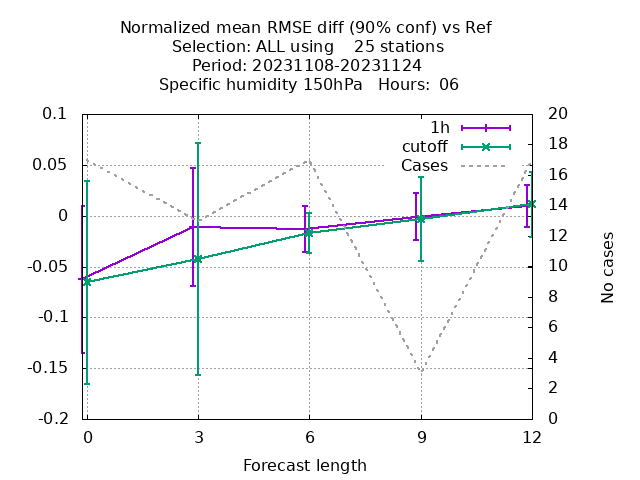 Normalized mean RMSE diff (90% conf) vs Ref
Selection: ALL using    25 stations
Period: 20231108-20231124
Specific humidity 150hPa   Hours:  06
0.1
0.05
0
-0.05
-0.1
-0.15
-0.2
1h
cutoff
Cases
20
18
16
14
12
10
8
6
4
2
0
No cases
0
3
6
9
12
Forecast length